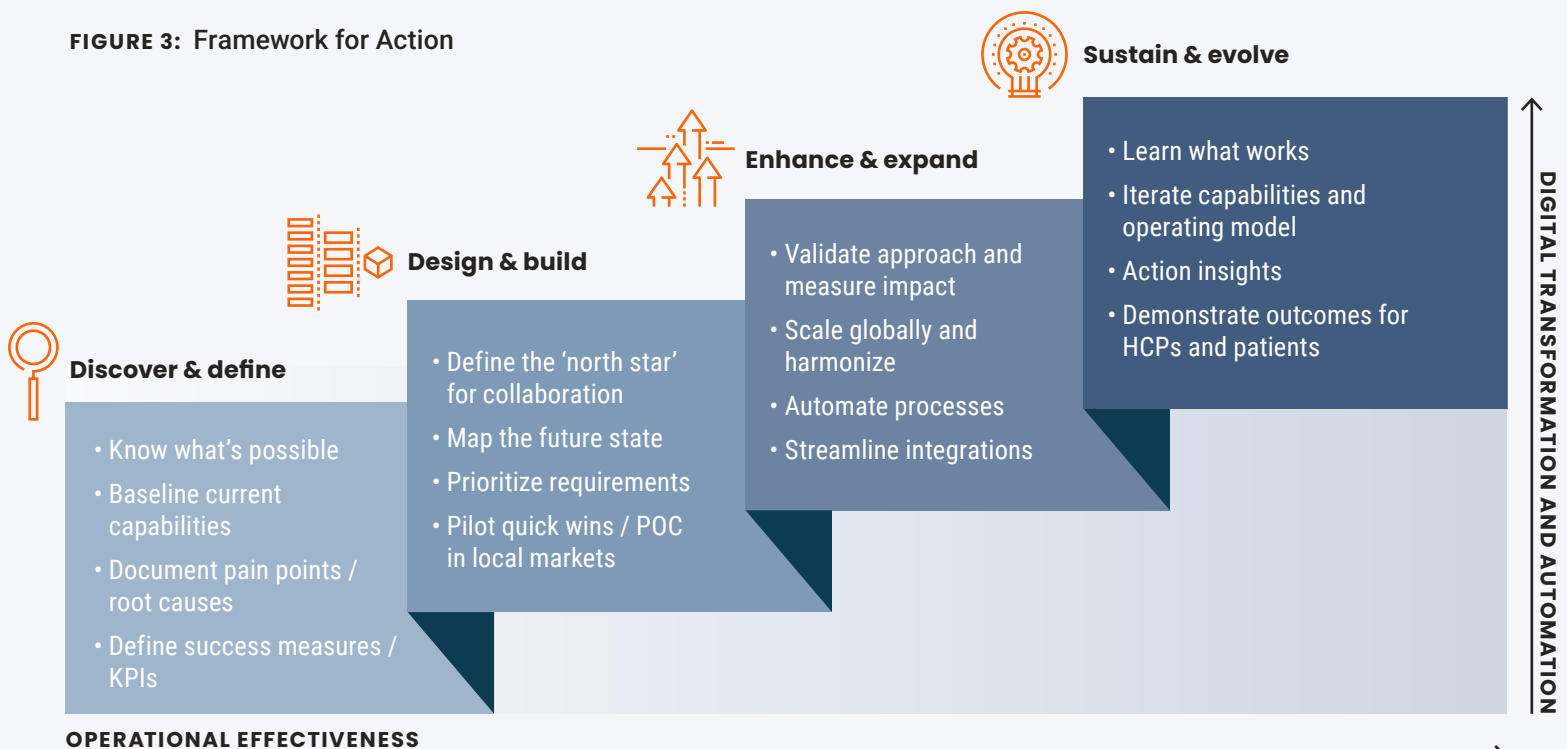 FIGURE 3: Framework for Action
Sustain & evolve
• Learn what works
• Iterate capabilities and
operating model
• Action insights
• Demonstrate outcomes for
HCPs and patients
Enhance & expand
• Validate approach and
measure impact
• Scale globally and
harmonize
• Automate processes
• Streamline integrations
Design & build
• Define the ‘north star’
for collaboration
• Map the future state
• Prioritize requirements
• Pilot quick wins / POC
in local markets
Discover & define
• Know what’s possible
• Baseline current
capabilities
• Document pain points /
root causes
• Define success measures /
KPIs
OPERATIONAL EFFECTIVENESS
DIGITAL TRANSFORMATION AND AUTOMATION